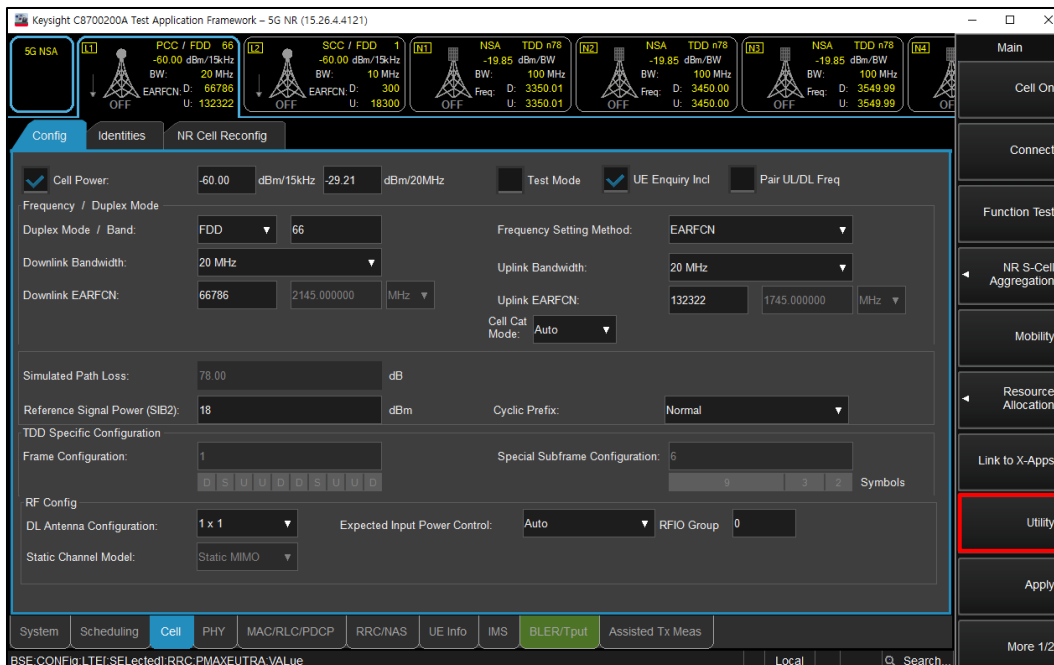 Keysight C8700200A Test Application Framework – 5G NR (15.26.4.4121)
5G NSA
L1 PCC / FDD 66
-60.00 dBm/15kHz
BW: 20 MHz
EARFCN: D: 66786
U: 132322
OFF
L2 SCC / FDD 1
-60.00 dBm/15kHz
BW: 10 MHz
EARFCN: D: 300
U: 18300
OFF
N1 NSA TDD n78
-19.85 dBm/BW
BW: 100 MHz
Freq: D: 3350.01
U: 3350.01
OFF
N2 NSA TDD n78
-19.85 dBm/BW
BW: 100 MHz
Freq: D: 3450.00
U: 3450.00
OFF
N3 NSA TDD n78
-19.85 dBm/BW
BW: 100 MHz
Freq: D: 3549.99
U: 3549.99
OFF
N4
OF
Config Identities NR Cell Reconfig
Cell Power: -60.00 dBm/15kHz -29.21 dBm/20MHz Test Mode UE Enquiry Incl Pair UL/DL Freq
Frequency / Duplex Mode
Duplex Mode / Band: FDD 66 Frequency Setting Method: EARFCN
Downlink Bandwidth: 20 MHz Uplink Bandwidth: 20 MHz
Downlink EARFCN: 66786 2145.000000 MHz Uplink EARFCN: 132322 1745.000000 MHz
Cell Cat
Mode: Auto
Simulated Path Loss: 78.00 dB
Reference Signal Power (SIB2): 18 dBm Cyclic Prefix: Normal
TDD Specific Configuration
Frame Configuration: 1 Special Subframe Configuration: 6
D S U U D D S U U D 9 3 2 Symbols
RF Config
DL Antenna Configuration: 1 x 1 Expected Input Power Control: Auto RFIO Group 0
Static Channel Model: Static MIMO
System Scheduling Cell PHY MAC/RLC/PDCP RRC/NAS UE Info IMS BLER/Tput Assisted Tx Meas
BSE:CONFig:LTE[:SELected]:RRC:PMAXEUTRA:VALue Local Search...
Main
Cell On
Connect
Function Test
NR S-Cell
Aggregation
Mobility
Resource
Allocation
Link to X-Apps
Utility
Apply
More 1/2